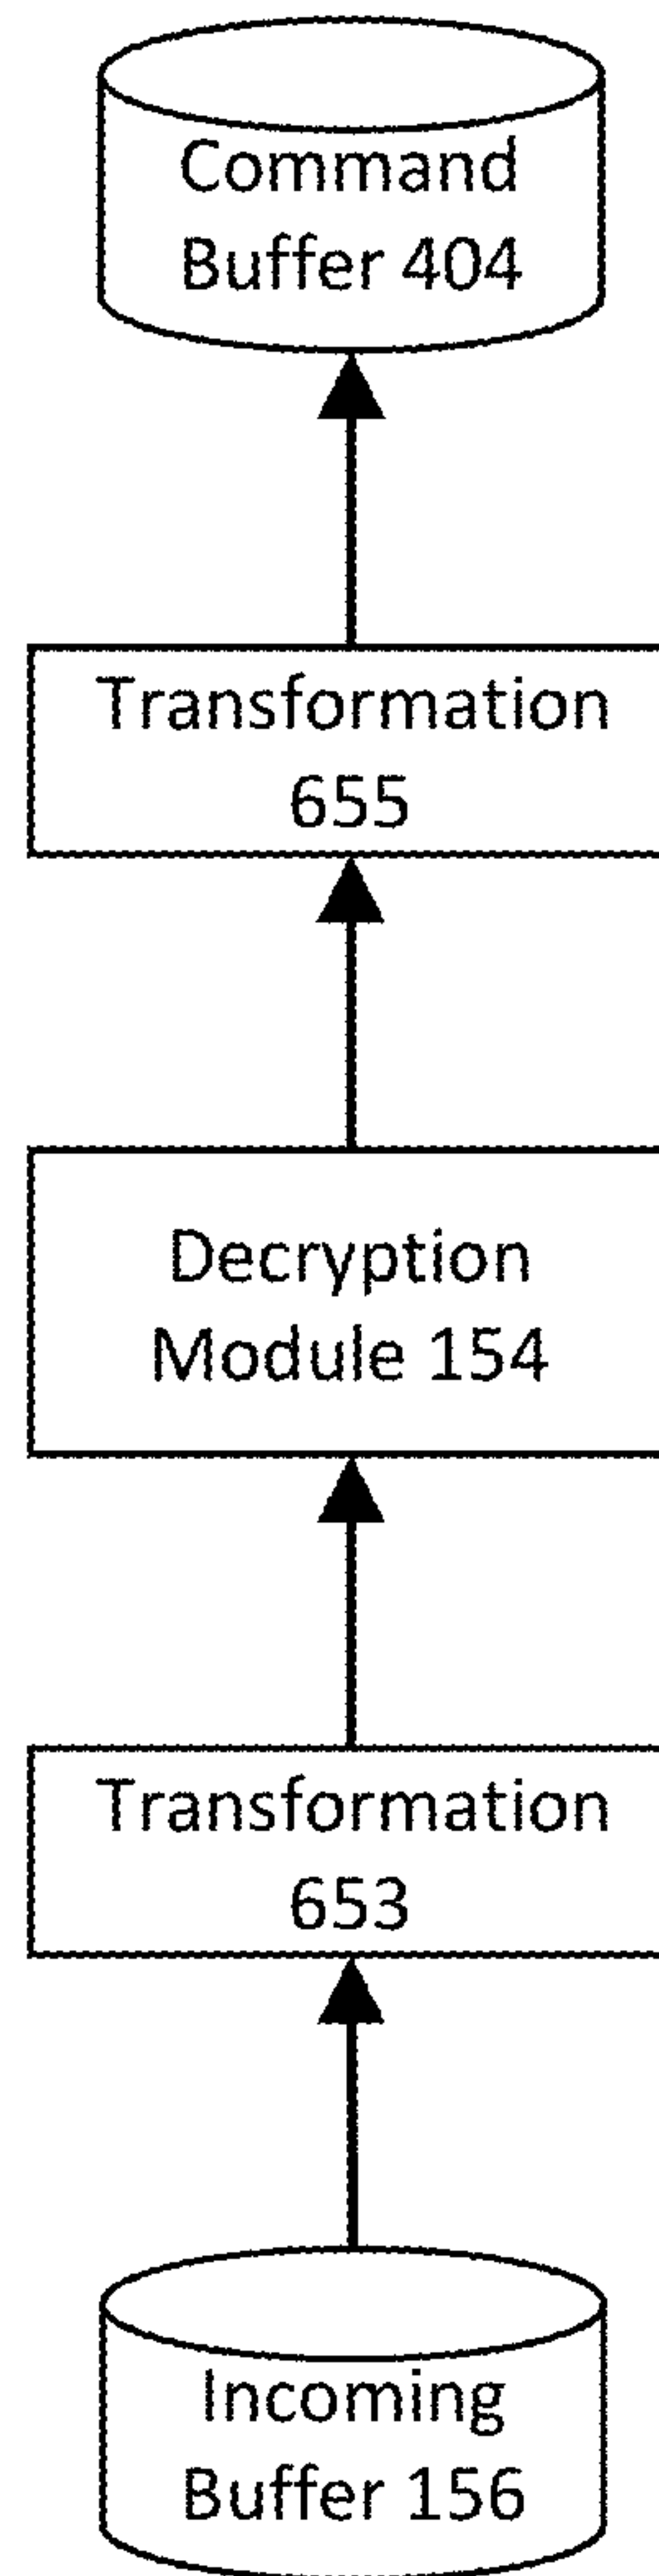 Command
Buffer 404
Transformation
655
Decryption
Module 154
Transformation
653
Incoming
Buffer 156